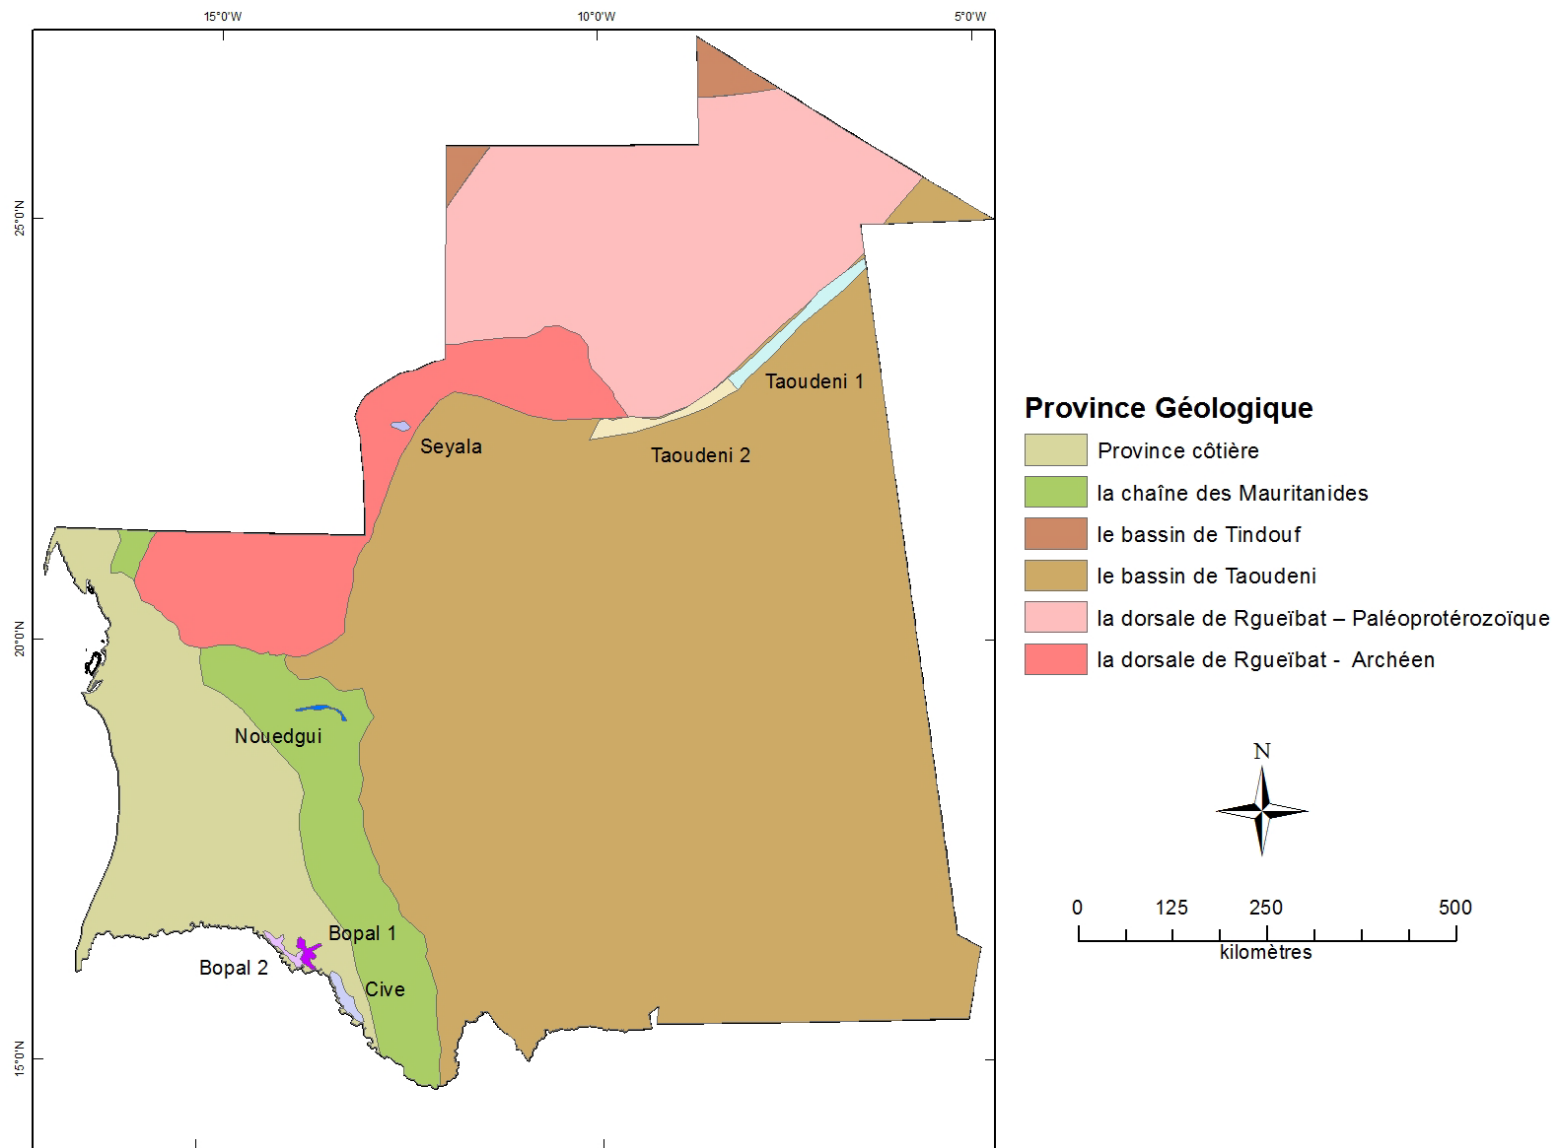 15°0'W
10°0'W
5°0'W
25°0'N
20°0'N
15°0'N
Taoudeni 1
Seyala
Taoudeni 2
Nouedgui
Bopal 1
Bopal 2
Cive
Province Géologique
Province côtière
la chaîne des Mauritanides
le bassin de Tindouf
le bassin de Taoudeni
la dorsale de Rgueïbat – Paléoprotérozoïque
la dorsale de Rgueïbat - Archéen
N
0 125 250 500
kilomètres